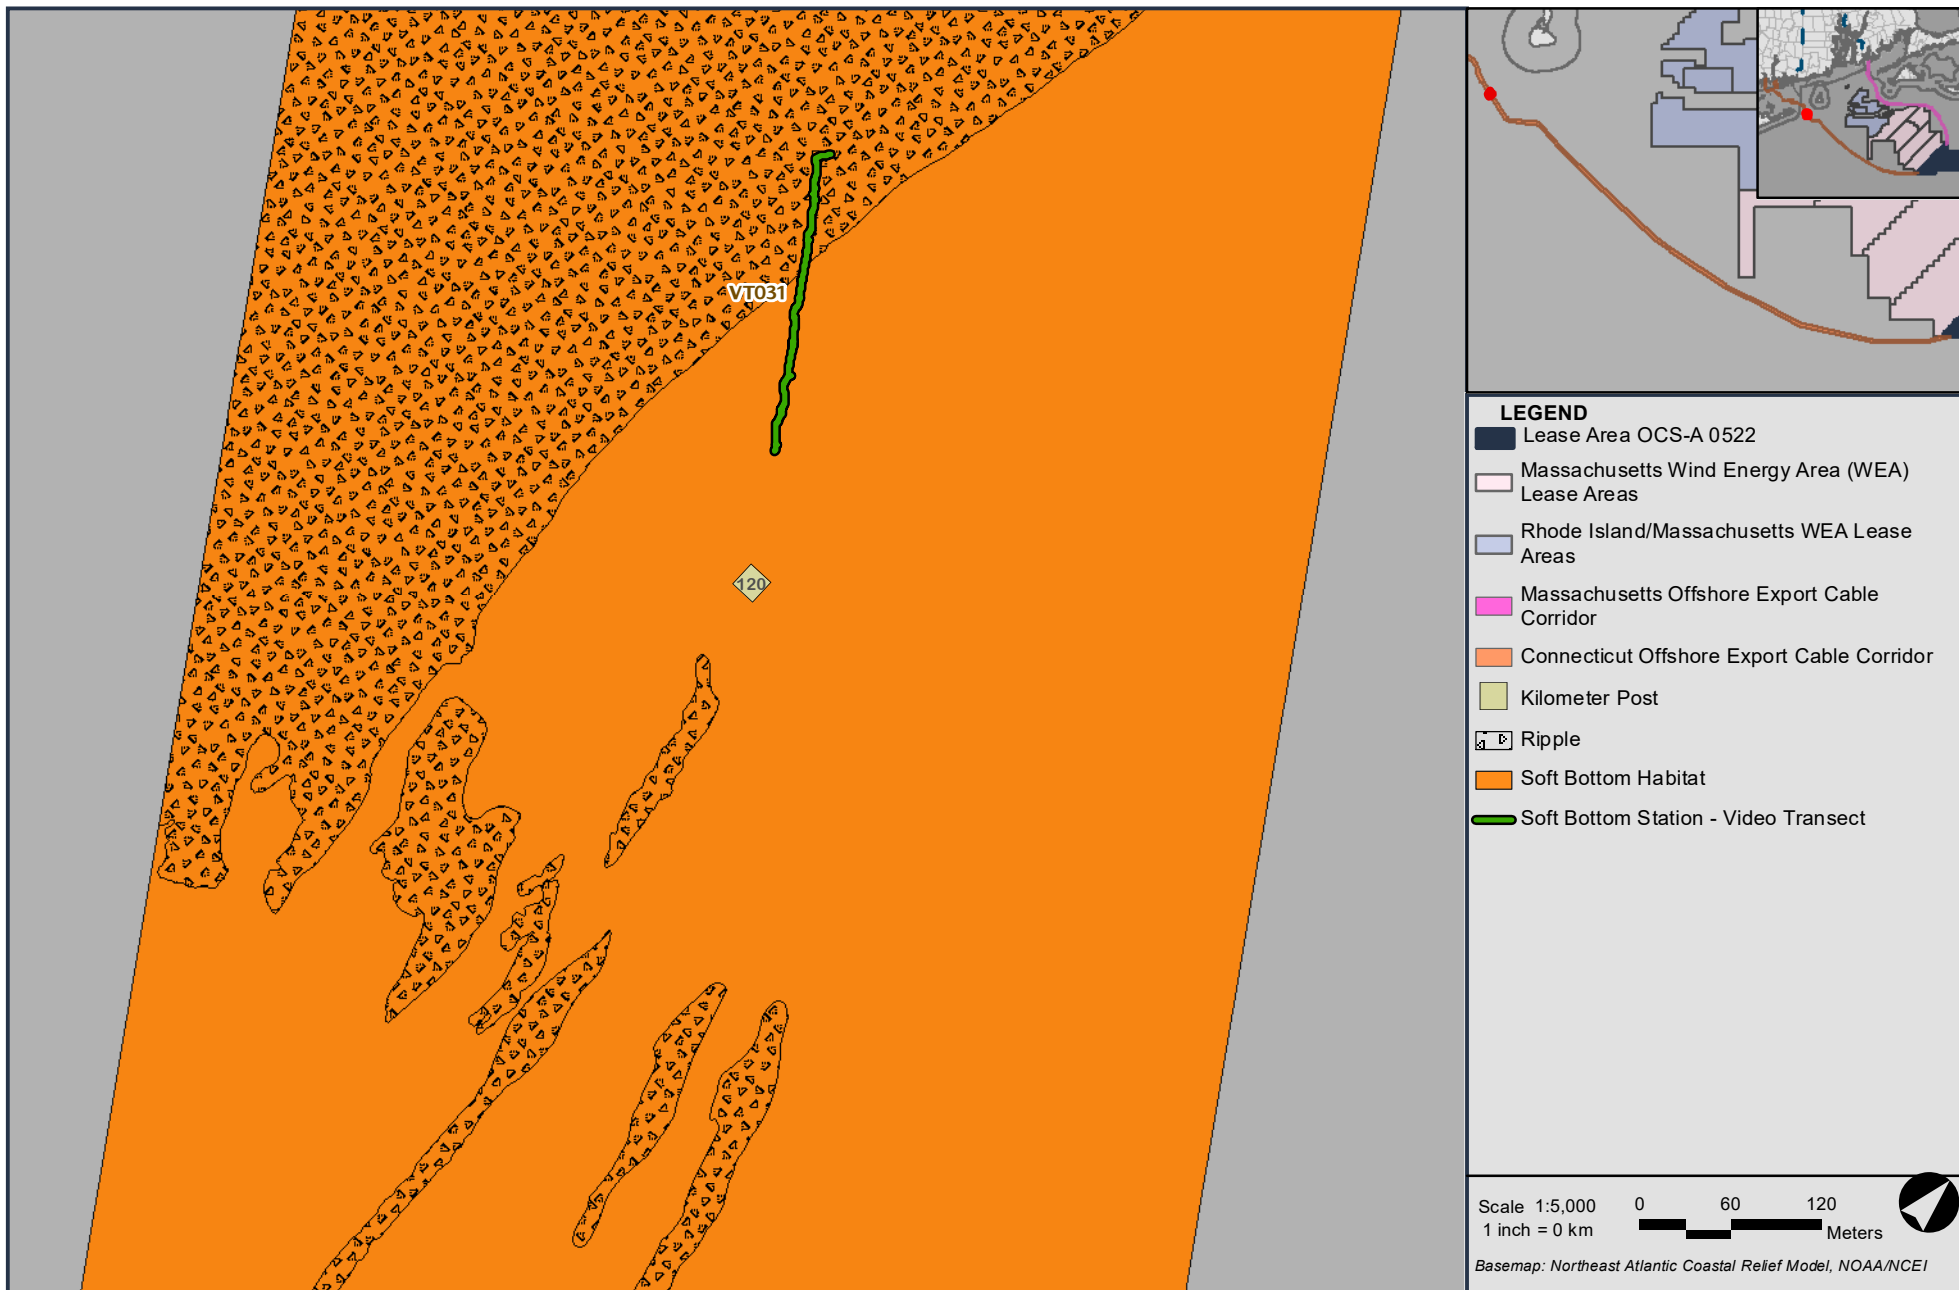 VT031
120
LEGEND
Lease Area OCS-A 0522
Massachusetts Wind Energy Area (WEA)
Lease Areas
Rhode Island/Massachusetts WEA Lease
Areas
Massachusetts Offshore Export Cable
Corridor
Connecticut Offshore Export Cable Corridor
Kilometer Post
Ripple
Soft Bottom Habitat
Soft Bottom Station - Video Transect
Scale 1:5,000
1 inch = 0 km
0 60 120
Meters
Basemap: Northeast Atlantic Coastal Relief Model, NOAA/NCEI